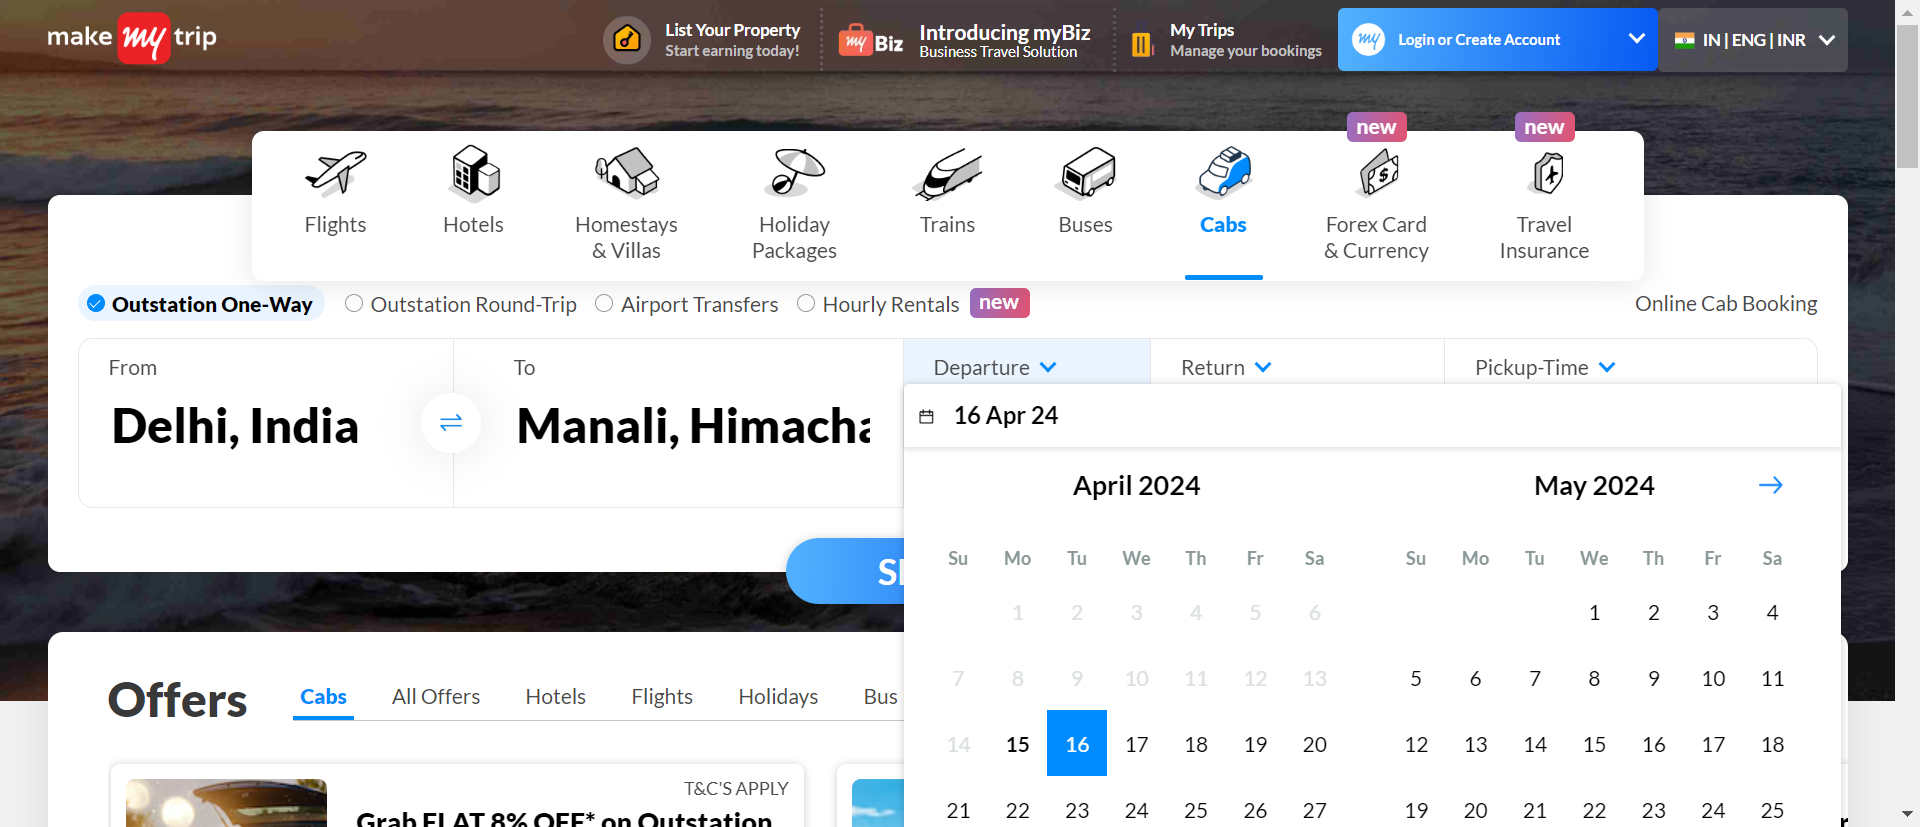 make my trip
List Your Property
Start earning today!
my Biz
Introducing myBiz
Business Travel Solution
My Trips
Manage your bookings
my
Login or Create Account
IN | ENG | INR
new
new
Flights
Hotels
Homestays
& Villas
Holiday
Packages
Trains
Buses
Cabs
Forex Card
& Currency
Travel
Insurance
Outstation One-Way
Outstation Round-Trip
Airport Transfers
Hourly Rentals
new
Online Cab Booking
From
To
Departure
Return
Pickup-Time
Delhi, India
Manali, Himacha
16 Apr 24
April 2024
May 2024
Su Mo Tu We Th Fr Sa
Su Mo Tu We Th Fr Sa
1 2 3 4 5 6
1 2 3 4
7 8 9 10 11 12 13
5 6 7 8 9 10 11
14 15 16 17 18 19 20
12 13 14 15 16 17 18
21 22 23 24 25 26 27
19 20 21 22 23 24 25
Offers
Cabs
All Offers
Hotels
Flights
Holidays
Bus
T&C'S APPLY
Grab FLAT 8% OFF* on Outstation